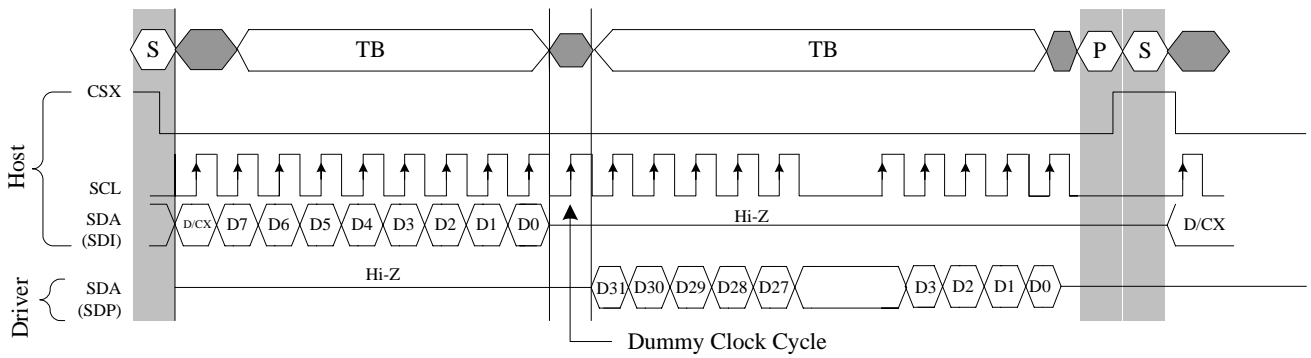 S TB TB P S
CSX
SCL
SDA
(SDI)
D/CX D7 D6 D5 D4 D3 D2 D1 D0 Hi-Z D/CX
Host
Hi-Z
SDA
(SDP)
D31 D30 D29 D28 D27 D3 D2 D1 D0
Driver
Dummy Clock Cycle